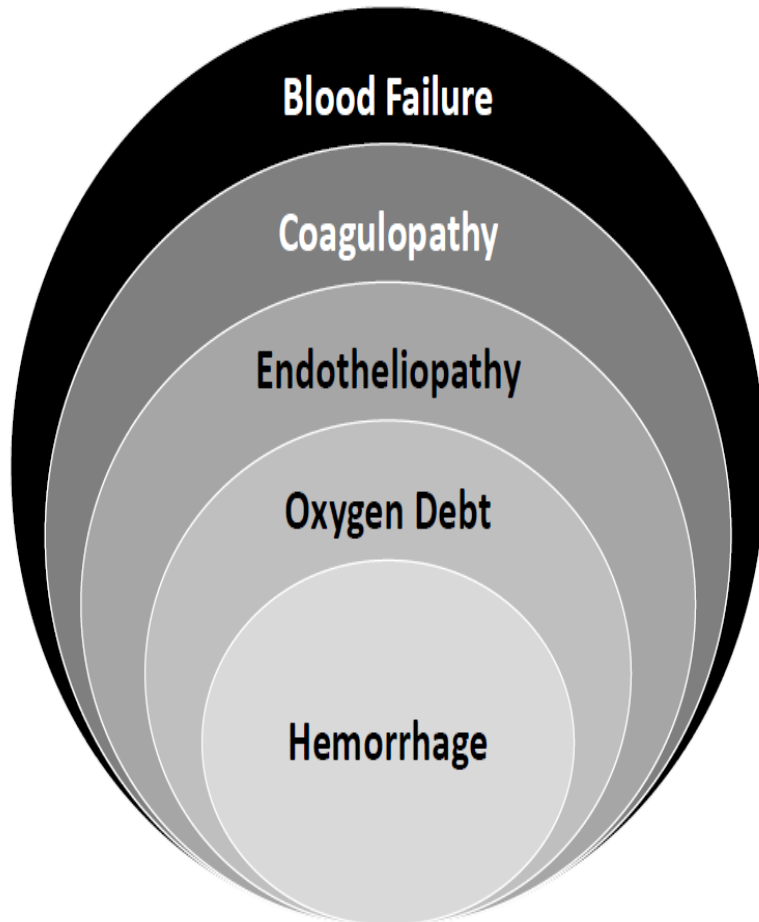 Blood Failure
Coagulopathy
Endotheliopathy
Oxygen Debt
Hemorrhage